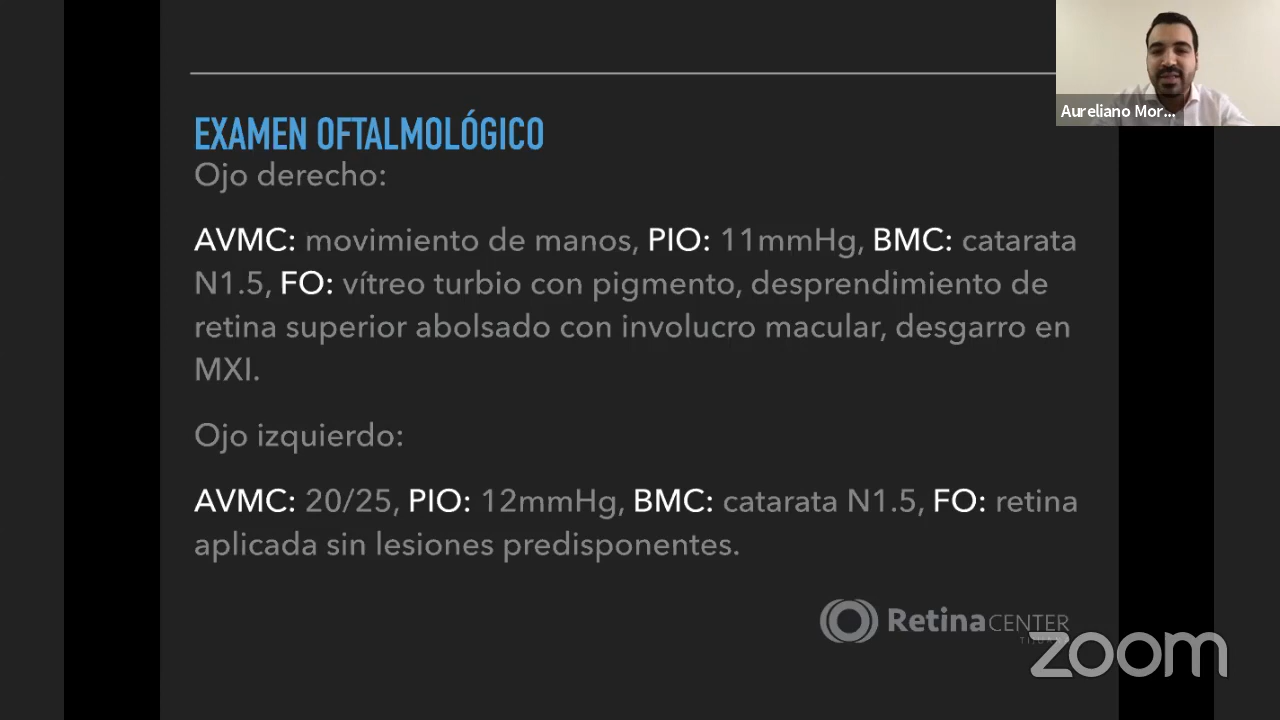 Aureliano Mor...
EXAMEN OFTALMOLÓGICO
Ojo derecho:
AVMC: movimiento de manos, PIO: 11mmHg, BMC: catarata
N1.5, FO: vítreo turbio con pigmento, desprendimiento de
retina superior abolsado con involucro macular, desgarro en
MXI.
Ojo izquierdo:
AVMC: 20/25, PIO: 12mmHg, BMC: catarata N1.5, FO: retina
aplicada sin lesiones predisponentes.
Retina CENTER
zoom